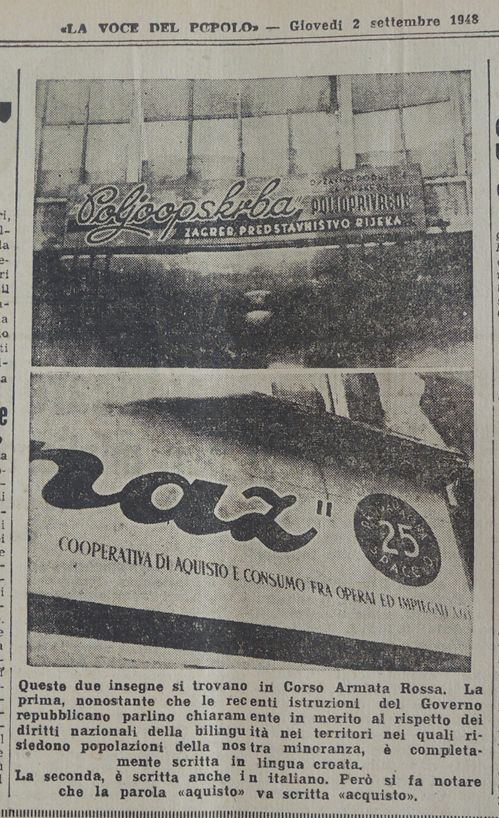 «LA VOCE DEL POPOLO» — Giovedì 2 settembre 1948
Poljoopskrba
POLJOPRIVREDE
ZAGREB, PREDSTAVNIŠTVO RIJEKA
naz"
25
SPACCIO
COOPERATIVA DI AQUISTO E CONSUMO FRA OPERAI ED IMPIEGATI
Queste due insegne si trovano in Corso Armata Rossa. La
prima, nonostante che le recenti istruzioni del Governo
repubblicano parlino chiaramente in merito al rispetto dei
diritti nazionali della bilinguità nei territori nei quali ri-
siedono popolazioni della nostra minoranza, è completa-
mente scritta in lingua croata.
La seconda, è scritta anche in italiano. Però si fa notare
che la parola «aquisto» va scritta «acquisto».